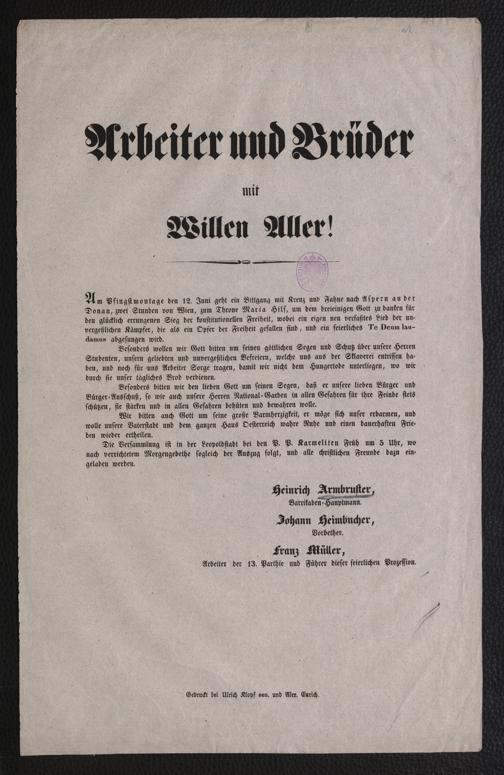 Arbeiter und Brüder
mit
Willen Aller!
Am Pfingstmontage den 12. Juni geht ein Bittgang mit Kreuz und Fahne nach Aspern an der
Donau, zwei Stunden von Wien, zum Throne Maria Hilf, um dem dreieinigen Gott zu danken für
den glücklich errungenen Sieg der konstitutionellen Freiheit, wobei ein eigen neu verfaßtes Lied der un-
vergeßlichen Kämpfer, die als ein Opfer der Freiheit gefallen sind, und ein feierliches Te Deum lau-
damus abgesungen wird.
Besonders wollen wir Gott bitten um seinen göttlichen Segen und Schutz über unsere Herren
Studenten, unsern geliebten und unvergeßlichen Befreiern, welche uns aus der Sklaverei entrissen ha-
ben, und noch für uns Arbeiter Sorge tragen, damit wir nicht dem Hungertode unterliegen, wo wir
durch sie unser tägliches Brod verdienen.
Besonders bitten wir den lieben Gott um seinen Segen, daß er unsere lieben Bürger und
Bürger-Ausschuß, so wie auch unsere Herren National-Garden in allen Gefahren für ihre Feinde stets
schützen, sie stärken und in allen Gefahren behüten und bewahren wolle.
Wir bitten auch Gott um seine große Barmherzigkeit, er möge sich unser erbarmen, und
wolle unsere Vaterstadt und dem ganzen Haus Oesterreich wahre Ruhe und einen dauerhaften Frie-
den wieder ertheilen.
Die Versammlung ist in der Leopoldstadt bei den P. P. Karmeliten Früh um 5 Uhr, wo
nach verrichtetem Morgengebethe sogleich der Auszug folgt, und alle christlichen Freunde dazu ein-
geladen werden.
Heinrich Armbruster,
Barrikaden-Hauptmann.
Johann Heimbucher,
Vorbether.
Franz Müller,
Arbeiter der 13. Parthie und Führer dieser feierlichen Prozession.
Gedruckt bei Ulrich Klopf sen. und Alex. Eurich.